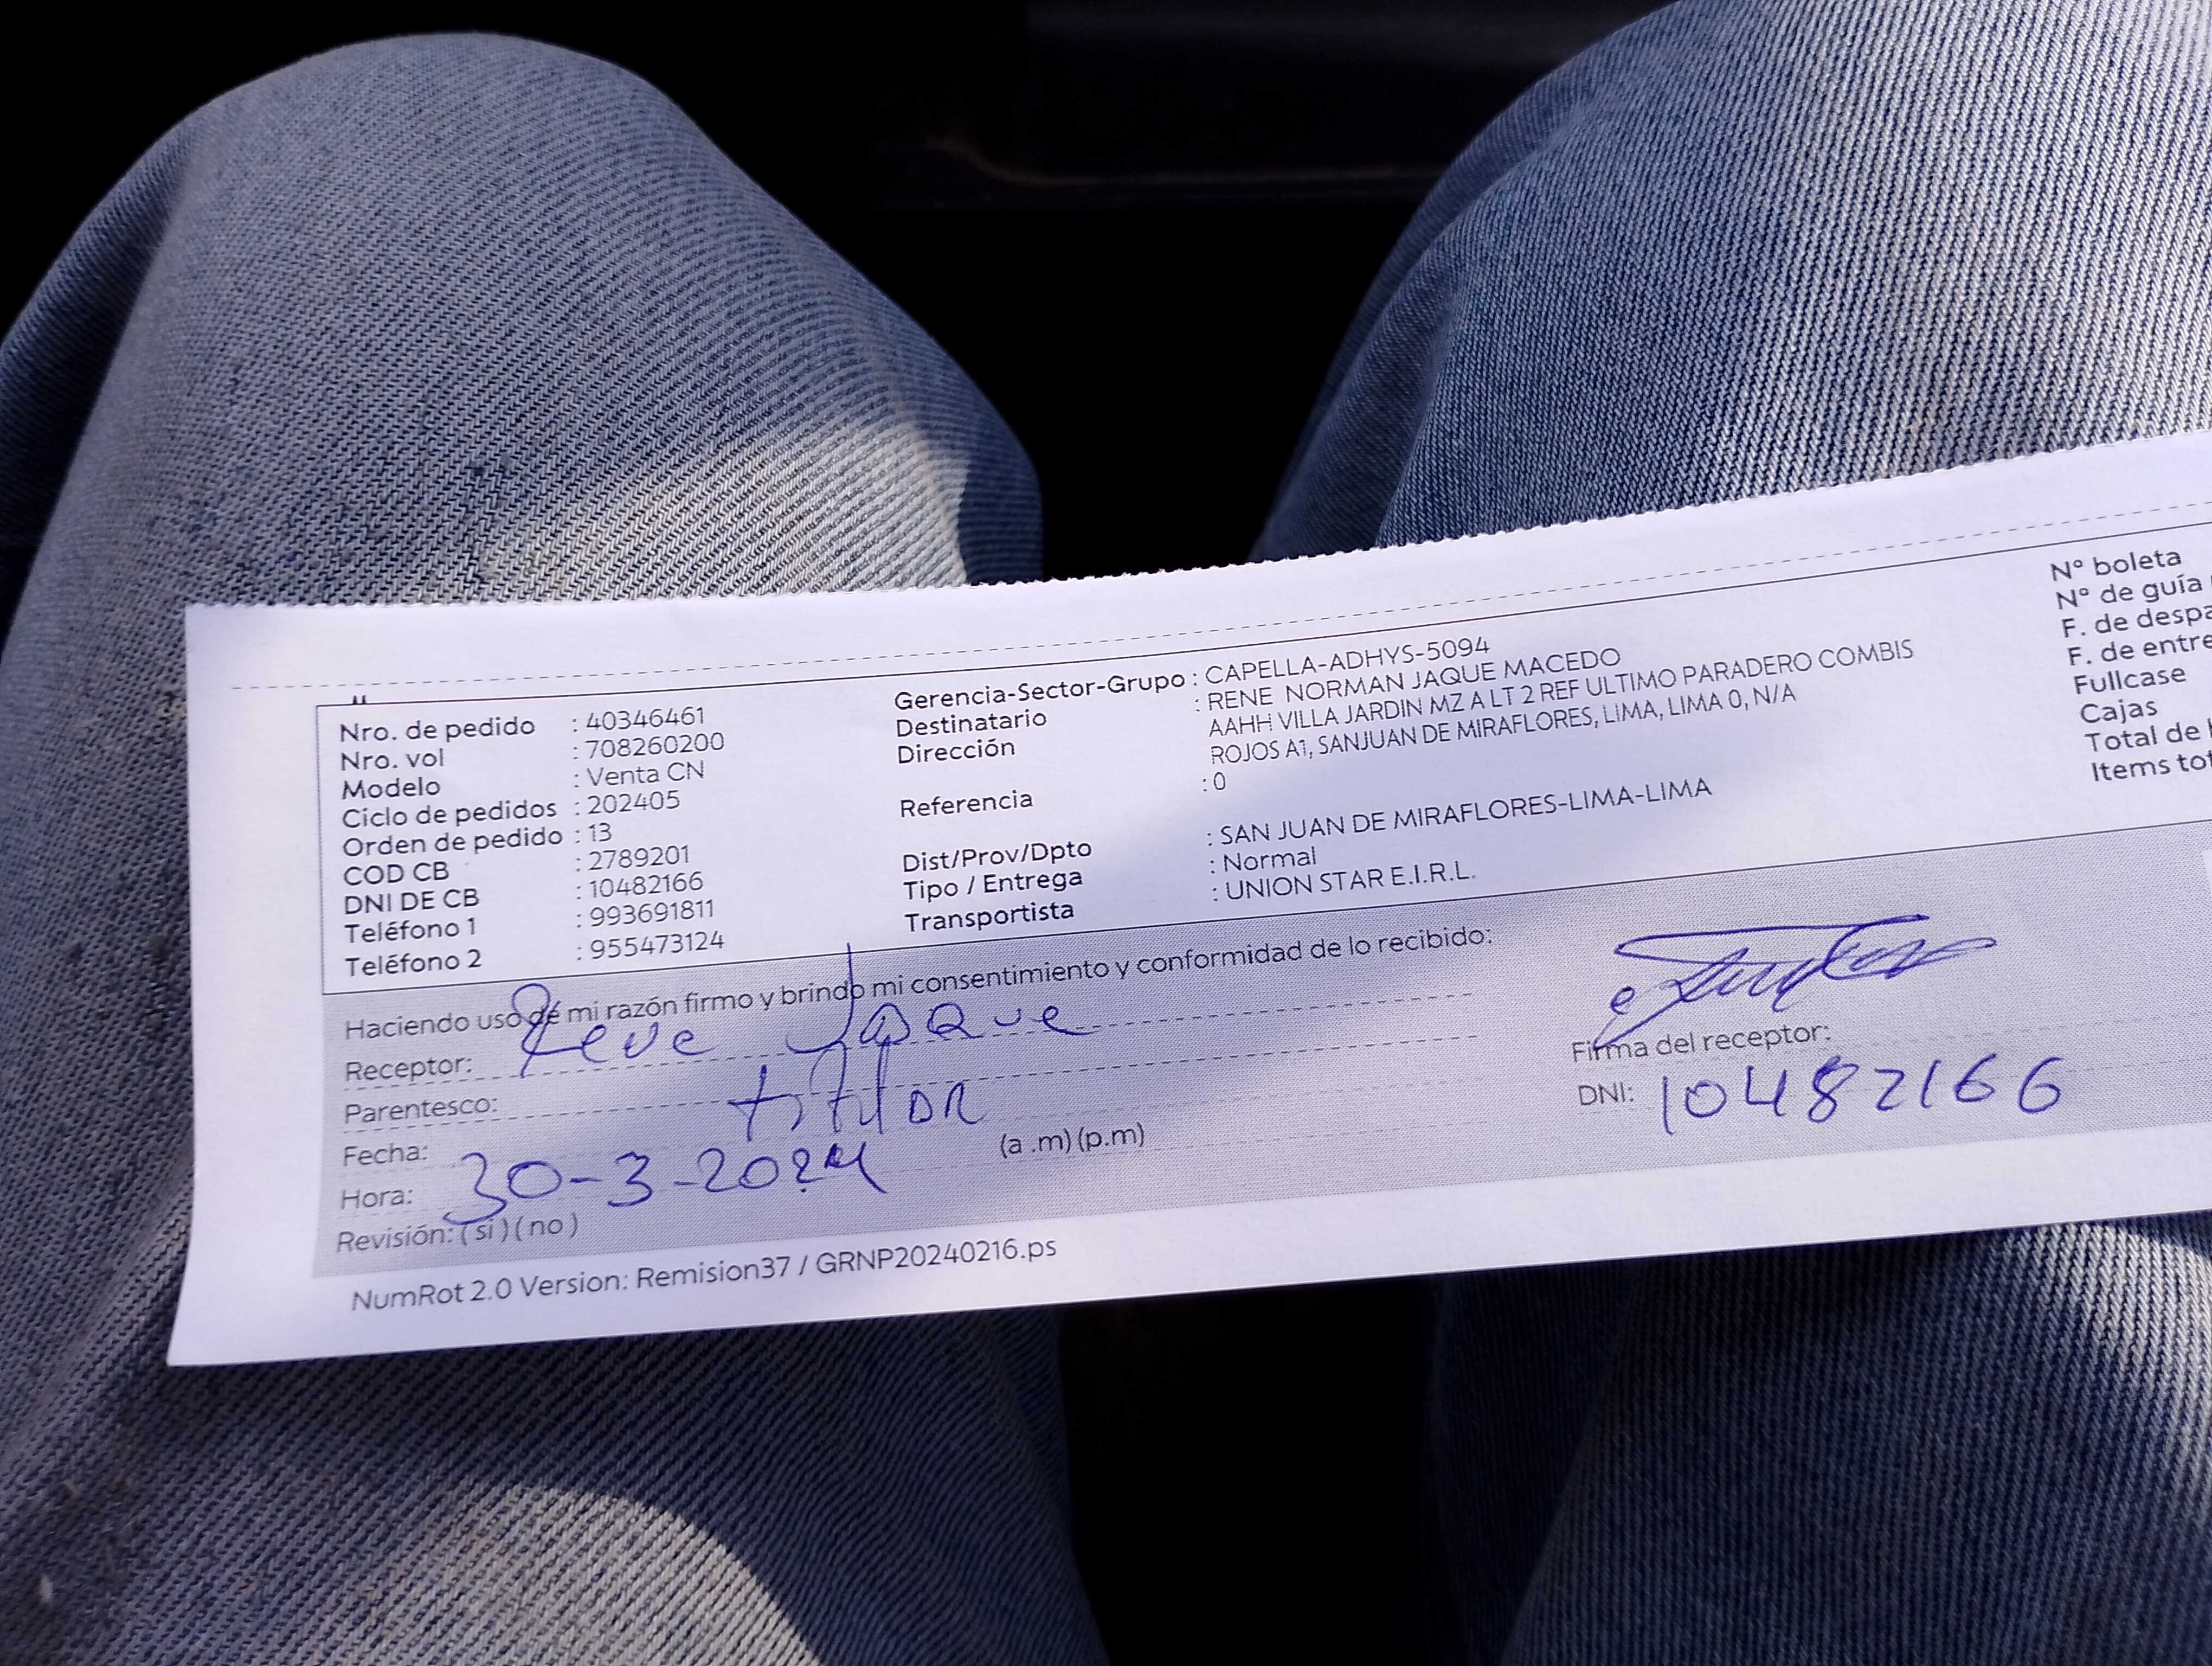 Nro. de pedido : 40346461
Nro. vol : 708260200
Modelo : Venta CN
Ciclo de pedidos : 202405
Orden de pedido : 13
COD CB : 2789201
DNI DE CB : 10482166
Teléfono 1 : 993691811
Teléfono 2 : 955473124
Gerencia-Sector-Grupo : CAPELLA-ADHYS-5094
Destinatario : RENE NORMAN JAQUE MACEDO
Dirección AAHH VILLA JARDIN MZ A LT 2 REF ULTIMO PARADERO COMBIS
ROJOS A1, SANJUAN DE MIRAFLORES, LIMA, LIMA 0, N/A
Referencia : 0
Dist/Prov/Dpto : SAN JUAN DE MIRAFLORES-LIMA-LIMA
Tipo / Entrega : Normal
Transportista : UNION STAR E.I.R.L.
N° boleta
N° de guía
F. de despa
F. de entre
Fullcase
Cajas
Total de
Items tot
Haciendo uso de mi razón firmo y brindo mi consentimiento y conformidad de lo recibido:
Receptor: Rene Jaque
Parentesco: titular
Fecha: 30-3-2024
Hora: (a .m) (p.m)
Revisión: ( si ) ( no )
Firma del receptor:
DNI: 10482166
NumRot 2.0 Version: Remision37 / GRNP20240216.ps